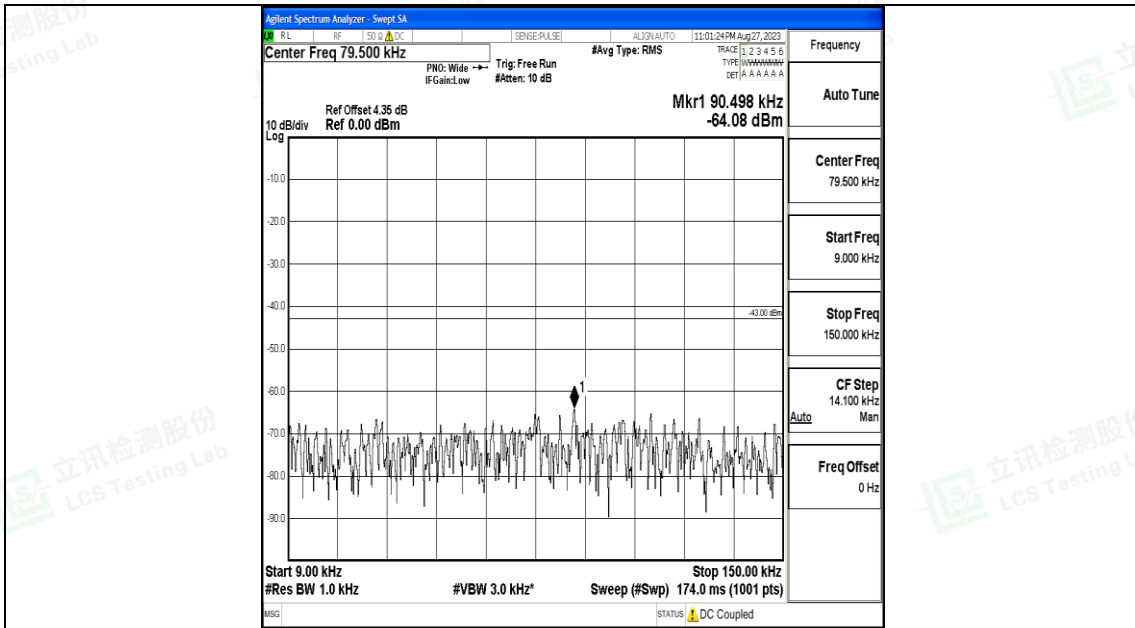 Agilent Spectrum Analyzer - Swept SA
RL RF 50 Ω DC SENSE:PULSE ALIGN AUTO 11:01:24 PM Aug 27, 2023
Center Freq 79.500 kHz
PNO: Wide
IFGain:Low
Trig: Free Run
#Atten: 10 dB
#Avg Type: RMS
TRACE 1 2 3 4 5 6
TYPE
DET A A A A A A
Frequency
Auto Tune
Center Freq
79.500 kHz
Start Freq
9.000 kHz
Stop Freq
150.000 kHz
CF Step
14.100 kHz
Auto Man
Freq Offset
0 Hz
Mkr1 90.498 kHz
-64.08 dBm
Ref Offset 4.35 dB
10 dB/div Ref 0.00 dBm
Log
-10.0
-20.0
-30.0
-40.0
-43.00 dBm
-50.0
-60.0
1
-70.0
-80.0
-90.0
Start 9.00 kHz Stop 150.00 kHz
#Res BW 1.0 kHz #VBW 3.0 kHz* Sweep (#Swp) 174.0 ms (1001 pts)
MSG STATUS DC Coupled
立讯检测股份
LCS Testing Lab
立讯检测股份
LCS Testing L